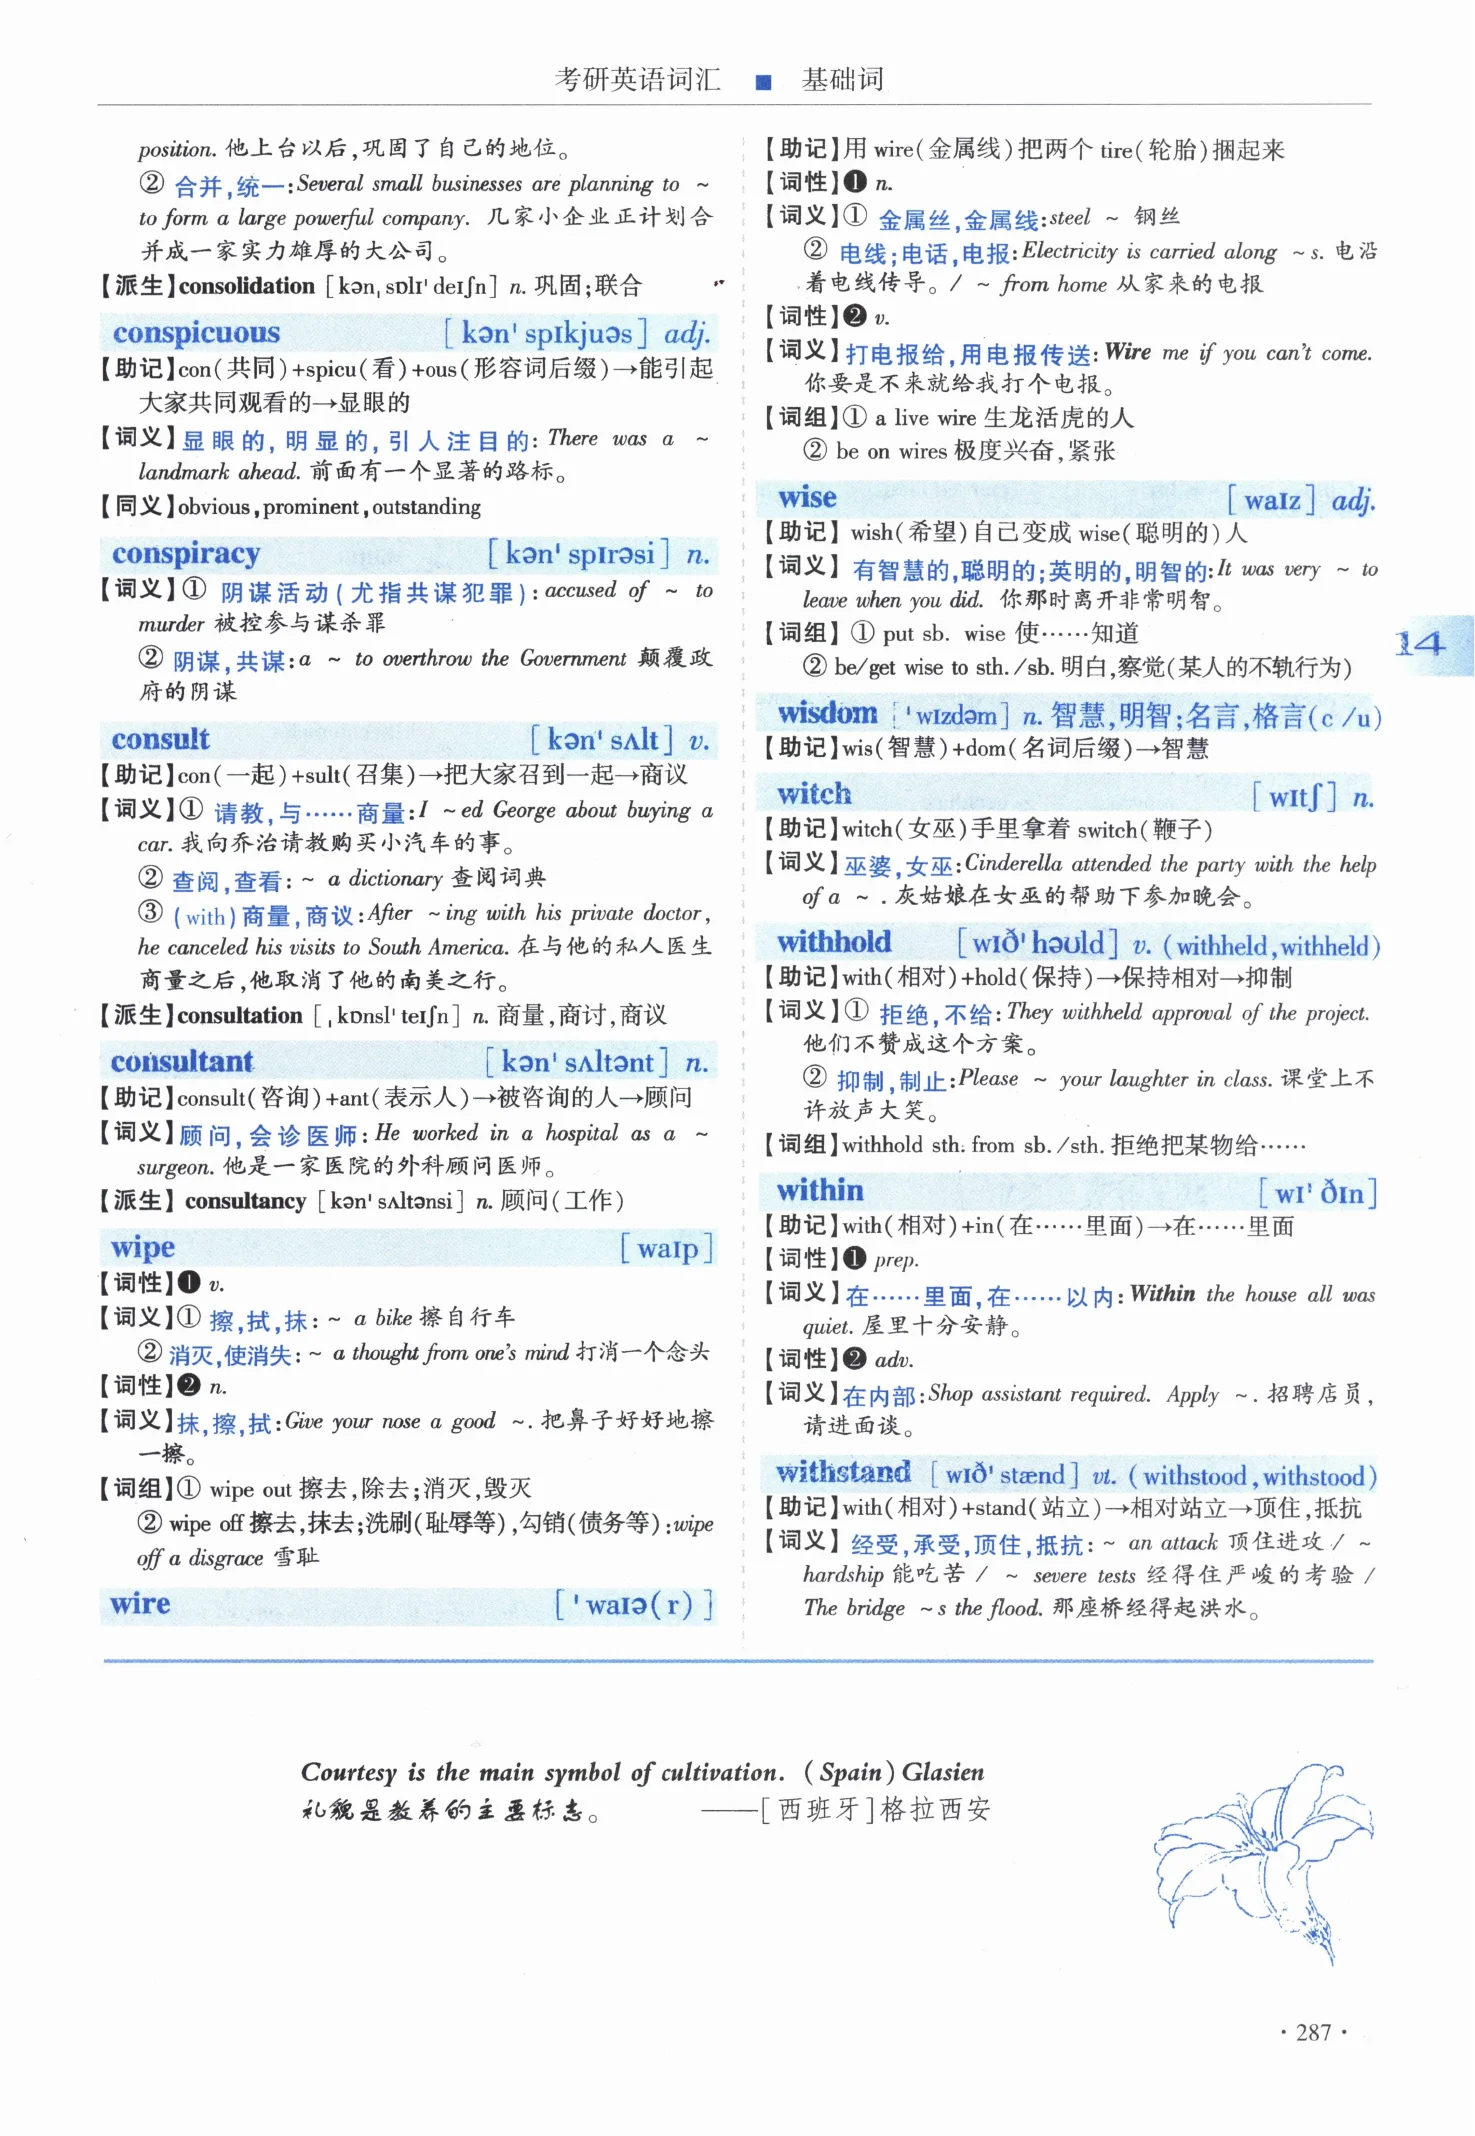 考研英语词汇 ■ 基础词
position. 他上台以后,巩固了自己的地位。
② 合并,统一:Several small businesses are planning to ~
to form a large powerful company. 几家小企业正计划合
并成一家实力雄厚的大公司。
【派生】consolidation [kən,sɒlɪ'deɪʃn] n. 巩固;联合
conspicuous [kən'spɪkjuəs] adj.
【助记】con(共同)+spicu(看)+ous(形容词后缀)→能引起
大家共同观看的→显眼的
【词义】显眼的,明显的,引人注目的: There was a ~
landmark ahead. 前面有一个显著的路标。
【同义】obvious,prominent,outstanding
conspiracy [kən'spɪrəsi] n.
【词义】① 阴谋活动(尤指共谋犯罪): accused of ~ to
murder 被控参与谋杀罪
② 阴谋,共谋:a ~ to overthrow the Government 颠覆政
府的阴谋
consult [kən'sʌlt] v.
【助记】con(一起)+sult(召集)→把大家召到一起→商议
【词义】① 请教,与……商量:I ~ed George about buying a
car. 我向乔治请教购买小汽车的事。
② 查阅,查看: ~ a dictionary 查阅词典
③ (with)商量,商议:After ~ing with his private doctor,
he canceled his visits to South America. 在与他的私人医生
商量之后,他取消了他的南美之行。
【派生】consultation [,kɒnsl'teɪʃn] n. 商量,商讨,商议
consultant [kən'sʌltənt] n.
【助记】consult(咨询)+ant(表示人)→被咨询的人→顾问
【词义】顾问,会诊医师: He worked in a hospital as a ~
surgeon. 他是一家医院的外科顾问医师。
【派生】consultancy [kən'sʌltənsi] n. 顾问(工作)
wipe [waɪp]
【词性】❶ v.
【词义】① 擦,拭,抹: ~ a bike 擦自行车
② 消灭,使消失: ~ a thought from one's mind 打消一个念头
【词性】❷ n.
【词义】抹,擦,拭:Give your nose a good ~. 把鼻子好好地擦
一擦。
【词组】① wipe out 擦去,除去;消灭,毁灭
② wipe off 擦去,抹去;洗刷(耻辱等),勾销(债务等):wipe
off a disgrace 雪耻
wire ['waɪə(r)]
【助记】用 wire(金属线)把两个 tire(轮胎)捆起来
【词性】❶ n.
【词义】① 金属丝,金属线:steel ~ 钢丝
② 电线;电话,电报:Electricity is carried along ~s. 电沿
着电线传导。/ ~ from home 从家来的电报
【词性】❷ v.
【词义】打电报给,用电报传送: Wire me if you can't come.
你要是不来就给我打个电报。
【词组】① a live wire 生龙活虎的人
② be on wires 极度兴奋,紧张
wise [waɪz] adj.
【助记】 wish(希望)自己变成 wise(聪明的)人
【词义】 有智慧的,聪明的;英明的,明智的:It was very ~ to
leave when you did. 你那时离开非常明智。
【词组】 ① put sb. wise 使……知道
② be/get wise to sth./sb. 明白,察觉(某人的不轨行为)
14
wisdom ['wɪzdəm] n. 智慧,明智;名言,格言(c /u)
【助记】wis(智慧)+dom(名词后缀)→智慧
witch [wɪtʃ] n.
【助记】witch(女巫)手里拿着 switch(鞭子)
【词义】巫婆,女巫:Cinderella attended the party with the help
of a ~ . 灰姑娘在女巫的帮助下参加晚会。
withhold [wɪð'həʊld] v. (withheld,withheld)
【助记】with(相对)+hold(保持)→保持相对→抑制
【词义】① 拒绝,不给: They withheld approval of the project.
他们不赞成这个方案。
② 抑制,制止:Please ~ your laughter in class. 课堂上不
许放声大笑。
【词组】withhold sth. from sb./sth. 拒绝把某物给……
within [wɪ'ðɪn]
【助记】with(相对)+in(在……里面)→在……里面
【词性】❶ prep.
【词义】在……里面,在……以内: Within the house all was
quiet. 屋里十分安静。
【词性】❷ adv.
【词义】在内部:Shop assistant required. Apply ~. 招聘店员,
请进面谈。
withstand [wɪð'stænd] vt. (withstood,withstood)
【助记】with(相对)+stand(站立)→相对站立→顶住,抵抗
【词义】 经受,承受,顶住,抵抗: ~ an attack 顶住进攻 / ~
hardship 能吃苦 / ~ severe tests 经得住严峻的考验 /
The bridge ~s the flood. 那座桥经得起洪水。
Courtesy is the main symbol of cultivation. (Spain) Glasien
礼貌是教养的主要标志。 ——[西班牙]格拉西安
· 287 ·